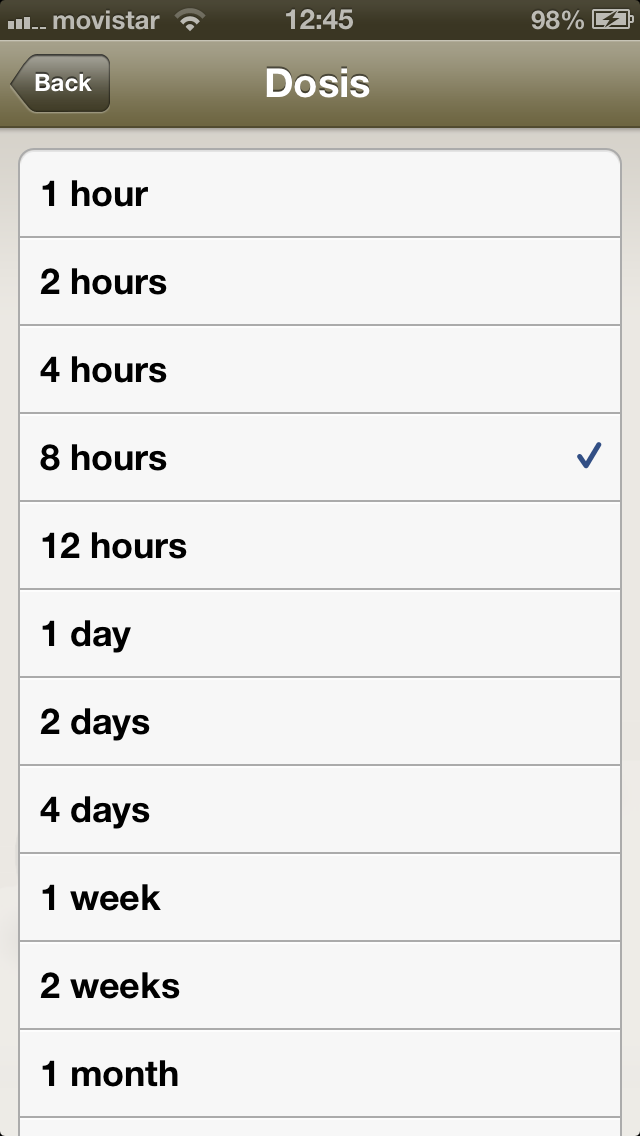 movistar 12:45 98%
Back Dosis
1 hour
2 hours
4 hours
8 hours
12 hours
1 day
2 days
4 days
1 week
2 weeks
1 month